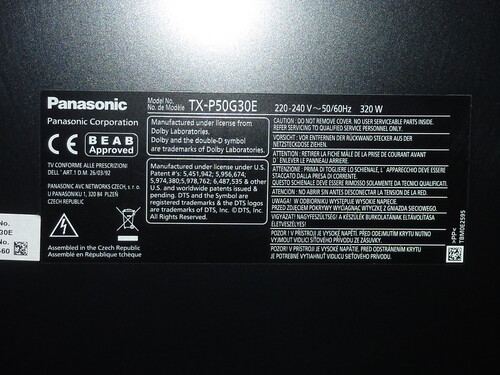 Panasonic
Model No.
No. de Modèle
TX-P50G30E
220-240 V ~ 50/60Hz 320 W
Panasonic Corporation
CE
BEAB
Approved
TV CONFORME ALLE PRESCRIZIONI
DELL' ART.1 D.M. 26/03/92
PANASONIC AVC NETWORKS CZECH, s. r. o.
U PANASONIKU 1, 320 84 PLZEŇ
CZECH REPUBLIC
Assembled in the Czech Republic
Assemblé en République tchèque
Manufactured under license from
Dolby Laboratories.
Dolby and the double-D symbol
are trademarks of Dolby Laboratories.
Manufactured under license under U.S.
Patent #'s: 5,451,942; 5,956,674;
5,974,380;5,978,762; 6,487,535 & other
U.S. and worldwide patents issued &
pending. DTS and the Symbol are
registered trademarks & the DTS logos
are trademarks of DTS, Inc. © DTS, Inc.
All Rights Reserved.
CAUTION : DO NOT REMOVE COVER. NO USER SERVICEABLE PARTS INSIDE.
REFER SERVICING TO QUALIFIED SERVICE PERSONNEL ONLY.
VORSICHT : VOR ENTFERNEN DER RÜCKWAND STECKER AUS DER
NETZSTECKDOSE ZIEHEN.
ATTENTION : RETIRER LA FICHE MÂLE DE LA PRISE DE COURANT AVANT
D' ENLEVER LE PANNEAU ARRIERE.
ATTENZIONE : PRIMA DI TOGLIERE LO SCHIENALE, L' APPARECCHIO DEVE ESSERE
STACCATO DALLA PRESA DI CORRENTE.
QUESTO SCHIENALE DEVE ESSERE RIMOSSO SOLAMENTE DA TECNICI QUALIFICATI.
ATENCION : NO ABRIR SIN ANTES DESCONECTAR LA TENSION DE LA RED.
UWAGA! W ODBIORNIKU WYSTĘPUJE WYSOKIE NAPIĘCIE.
PRZED ZDJĘCIEM POKRYWY WYCIĄGNĄĆ WTYCZKĘ Z GNIAZDA SIECIOWEGO.
VIGYÁZAT! NAGYFESZÜLTSÉG! A KÉSZÜLÉK BURKOLATÁNAK ELTÁVOLÍTÁSA
ÉLETVESZÉLYES!
POZOR ! V PŘÍSTROJI JE VYSOKÉ NAPĚTÍ. PŘED ODEJMUTÍM KRYTU NUTNO
VYJMOUT VIDLICI SÍŤOVÉHO PŘÍVODU ZE ZÁSUVKY.
POZOR ! V PRÍSTROJI JE VYSOKÉ NAPÄTIE. PRED ODSTRÁNENÍM KRYTU
JE POTREBNÉ VYTIAHNUŤ VIDLICU SIEŤOVÉHO PRÍVODU.
>PP<
TBM0E2595
No.
30E
No.
60